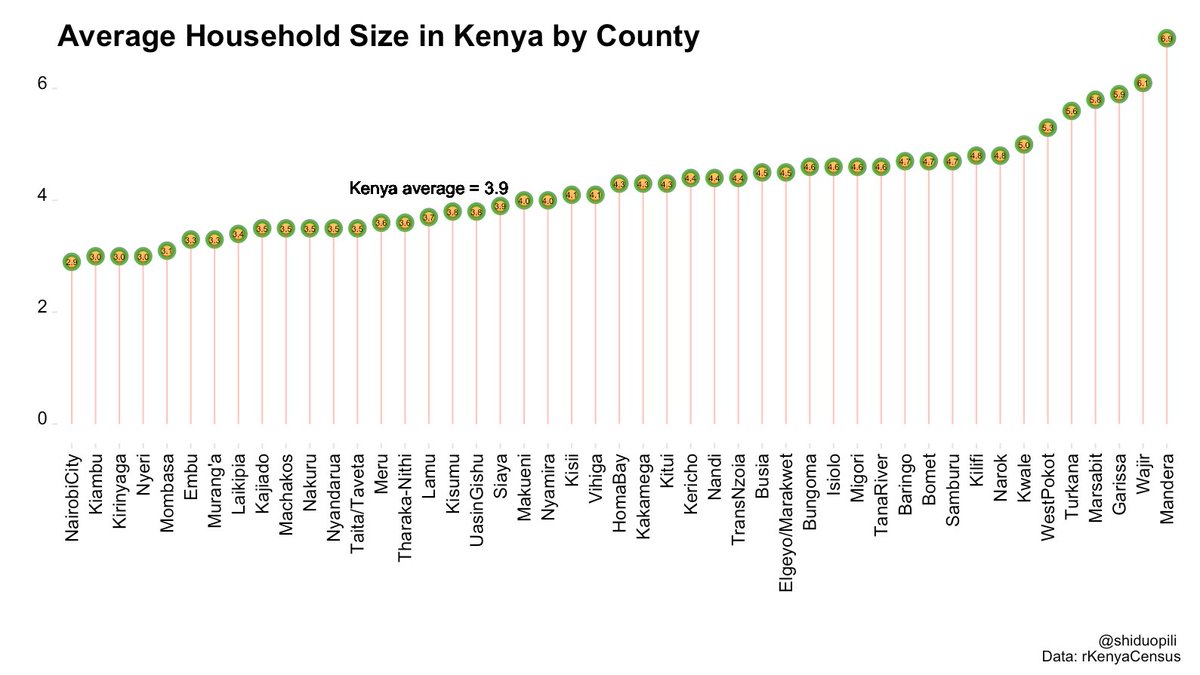 Average Household Size in Kenya by County
6
4
2
0
Kenya average = 3.9
2.9
3.0
3.0
3.0
3.1
3.3
3.3
3.4
3.5
3.5
3.5
3.5
3.5
3.6
3.6
3.7
3.8
3.8
3.9
4.0
4.0
4.1
4.1
4.3
4.3
4.3
4.4
4.4
4.4
4.5
4.5
4.6
4.6
4.6
4.6
4.7
4.7
4.7
4.8
4.8
5.0
5.3
5.6
5.8
5.9
6.1
6.9
NairobiCity
Kiambu
Kirinyaga
Nyeri
Mombasa
Embu
Murang'a
Laikipia
Kajiado
Machakos
Nakuru
Nyandarua
Taita/Taveta
Meru
Tharaka-Nithi
Lamu
Kisumu
UasinGishu
Siaya
Makueni
Nyamira
Kisii
Vihiga
HomaBay
Kakamega
Kitui
Kericho
Nandi
TransNzoia
Busia
Elgeyo/Marakwet
Bungoma
Isiolo
Migori
TanaRiver
Baringo
Bomet
Samburu
Kilifi
Narok
Kwale
WestPokot
Turkana
Marsabit
Garissa
Wajir
Mandera
@shiduopili
Data: rKenyaCensus